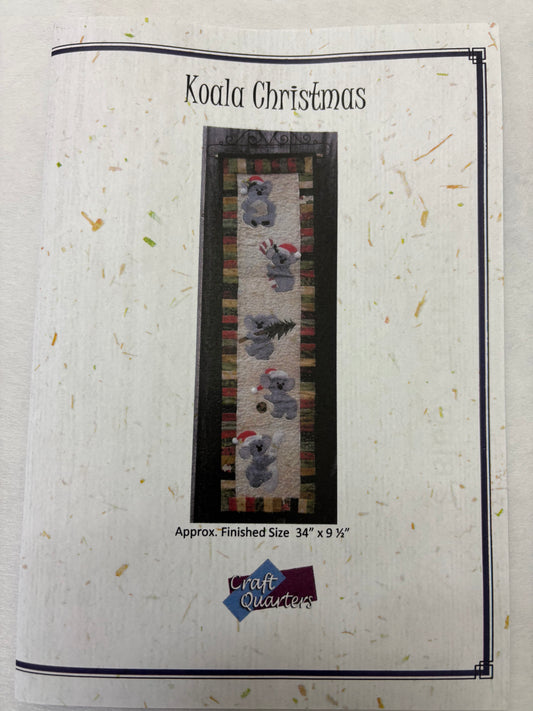 Koala Christmas
Approx. Finished Size 34" x 9 ½"
Craft
Quarters